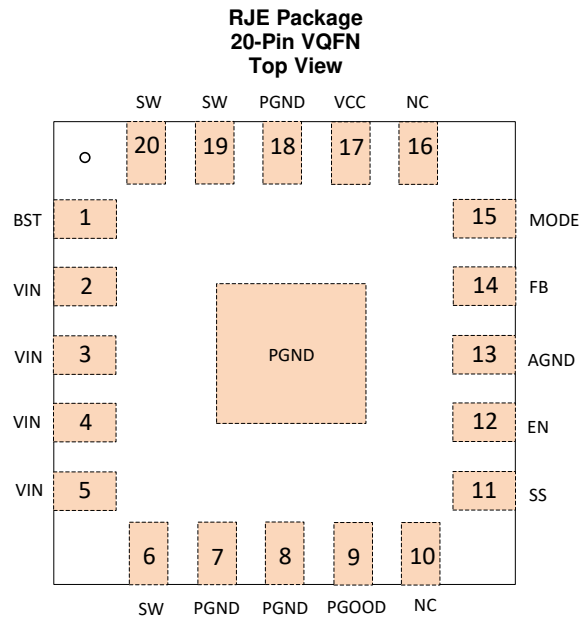 RJE Package
20-Pin VQFN
Top View
SW SW PGND VCC NC
20 19 18 17 16
BST 1 15 MODE
VIN 2 14 FB
VIN 3 PGND 13 AGND
VIN 4 12 EN
VIN 5 11 SS
6 7 8 9 10
SW PGND PGND PGOOD NC